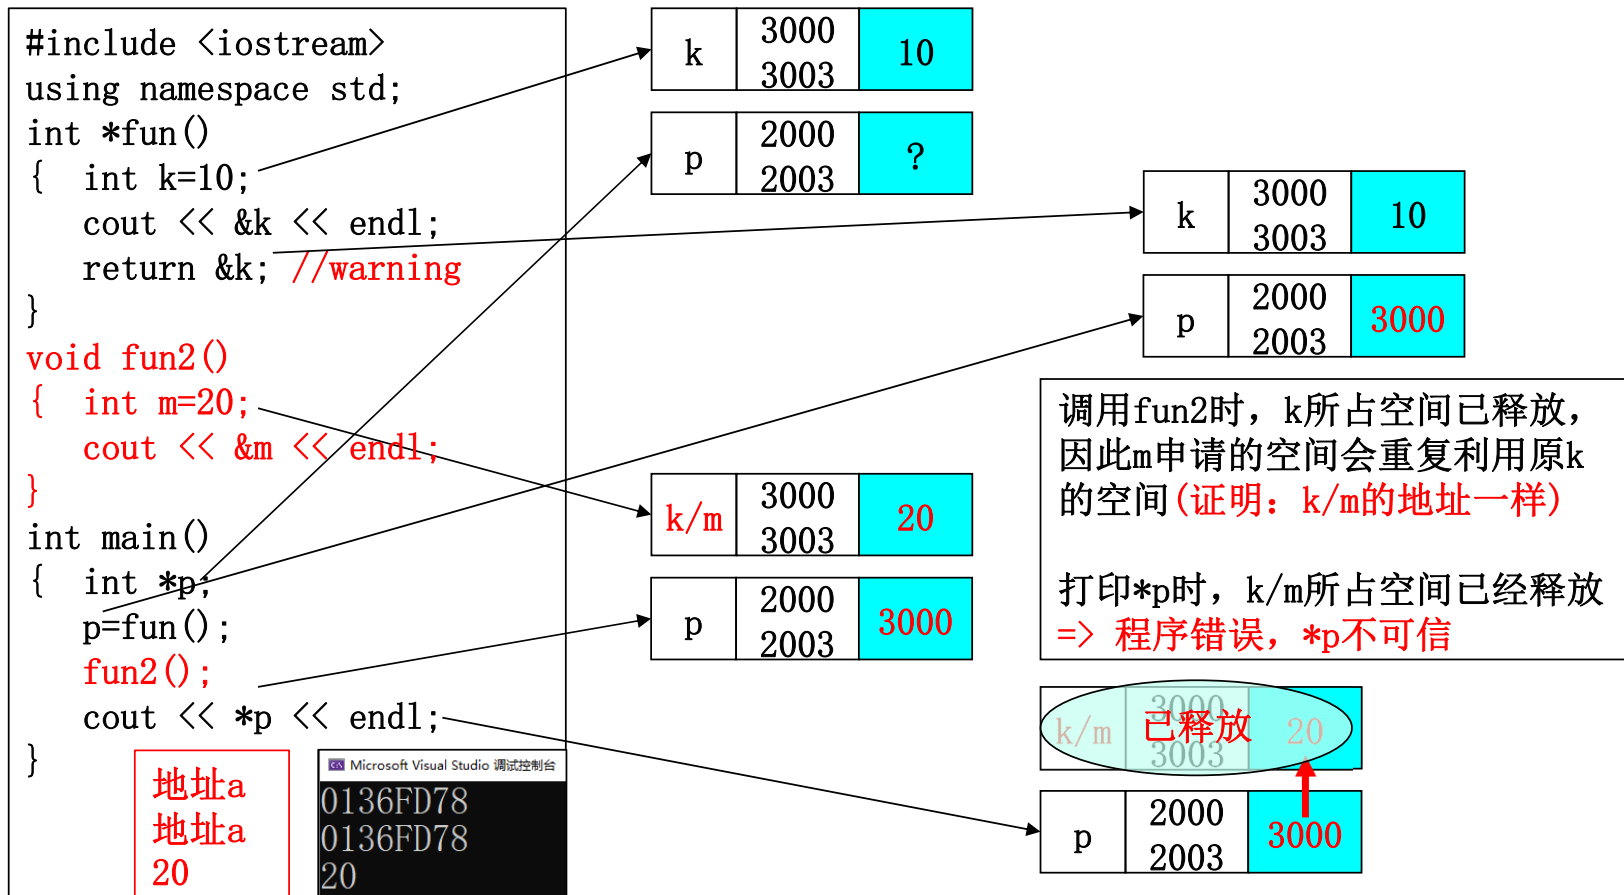 #include <iostream>
using namespace std;
int *fun()
{  int k=10;
   cout << &k << endl;
   return &k; //warning
}
void fun2()
{  int m=20;
   cout << &m << endl;
}
int main()
{  int *p;
   p=fun();
   fun2();
   cout << *p << endl;
}
地址a
地址a
20
Microsoft Visual Studio 调试控制台
0136FD78
0136FD78
20
k 3000 10
3003
p 2000 ?
2003
k 3000 10
3003
p 2000 3000
2003
k/m 3000 20
3003
p 2000 3000
2003
调用fun2时，k所占空间已释放，
因此m申请的空间会重复利用原k
的空间(证明：k/m的地址一样)
打印*p时，k/m所占空间已经释放
=> 程序错误，*p不可信
k/m 3000 20
3003
已释放
p 2000 3000
2003